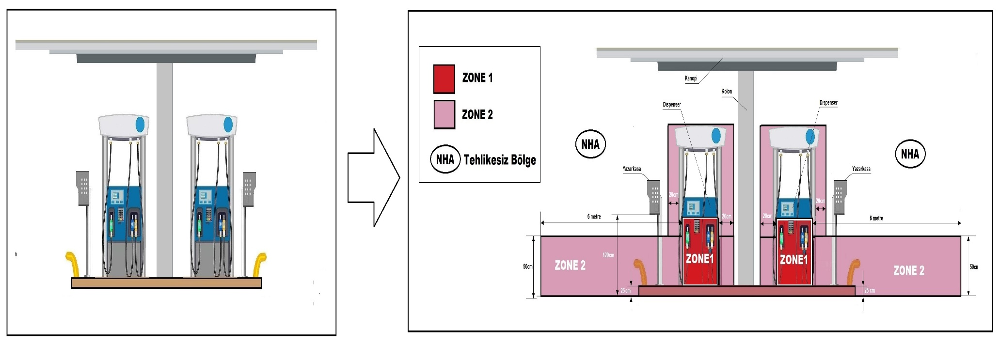 n
ZONE 1
ZONE 2
NHA Tehlikesiz Bölge
Kanopi
Kolon
Dispenser
Dispenser
NHA
NHA
Yazarkasa
Yazarkasa
20cm
20cm
6 metre
20cm
20cm
6 metre
120cm
50cm
ZONE 2
ZONE1
ZONE1
ZONE 2
50cn
25 cm
25 cm